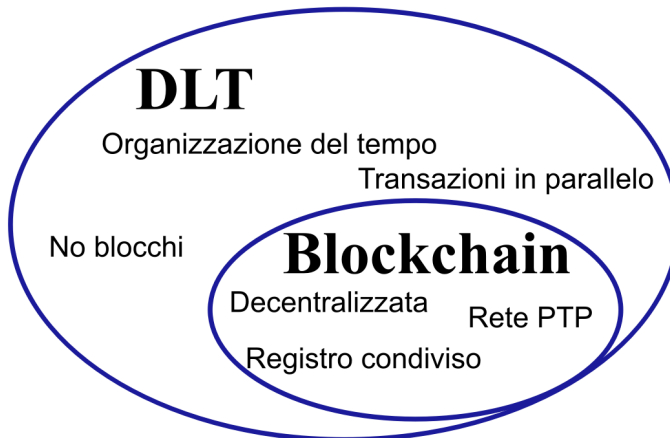 DLT
Organizzazione del tempo
Transazioni in parallelo
No blocchi
Blockchain
Decentralizzata
Rete PTP
Registro condiviso